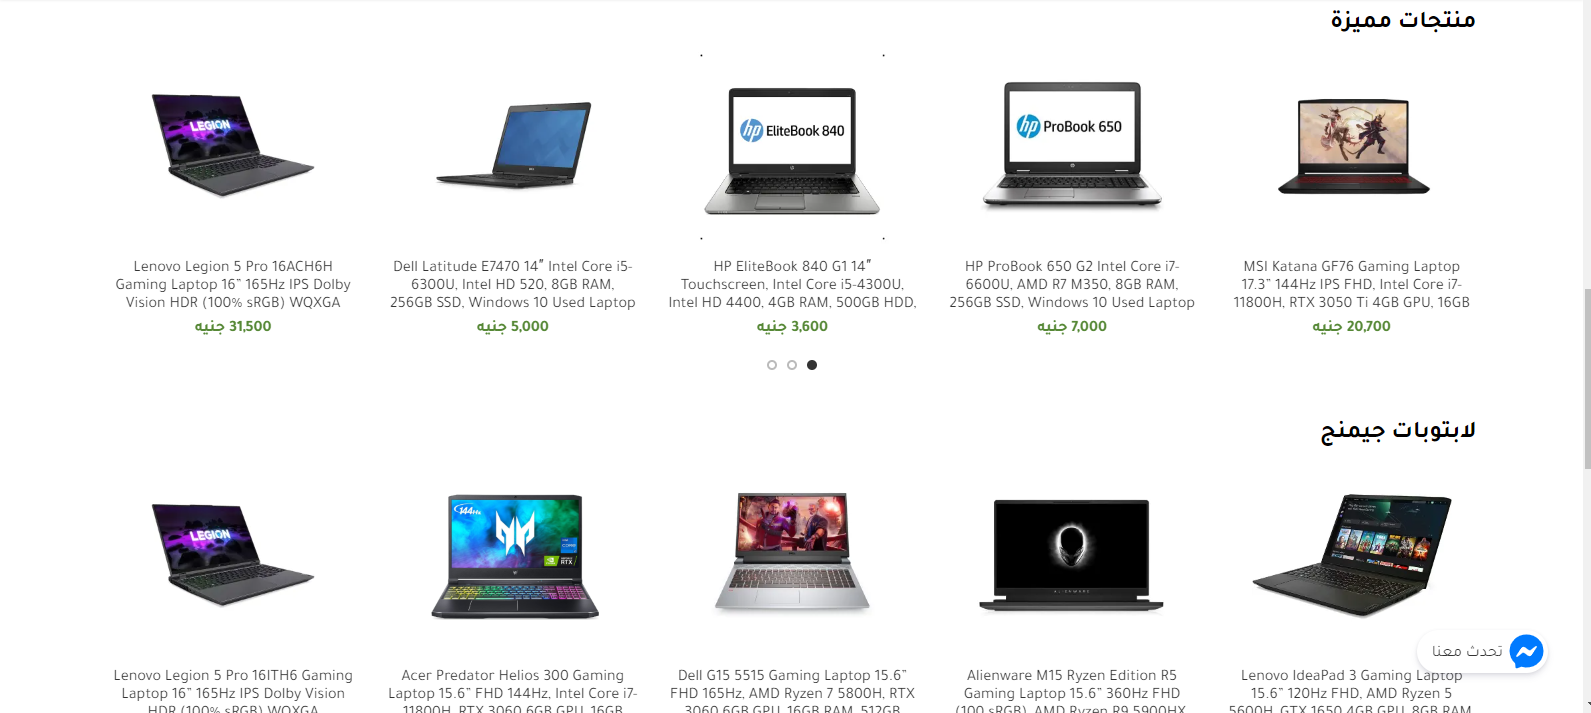 منتجات مميزة
LEGION
hp EliteBook 840
hp ProBook 650
MSI Katana GF76 Gaming Laptop
17.3” 144Hz IPS FHD, Intel Core i7-
11800H, RTX 3050 Ti 4GB GPU, 16GB
20,700 جنيه
HP ProBook 650 G2 Intel Core i7-
6600U, AMD R7 M350, 8GB RAM,
256GB SSD, Windows 10 Used Laptop
7,000 جنيه
HP EliteBook 840 G1 14″
Touchscreen, Intel Core i5-4300U,
Intel HD 4400, 4GB RAM, 500GB HDD,
3,600 جنيه
Dell Latitude E7470 14″ Intel Core i5-
6300U, Intel HD 520, 8GB RAM,
256GB SSD, Windows 10 Used Laptop
5,000 جنيه
Lenovo Legion 5 Pro 16ACH6H
Gaming Laptop 16” 165Hz IPS Dolby
Vision HDR (100% sRGB) WQXGA
31,500 جنيه
لابتوبات جيمنج
144Hz
RTX
ALIENWARE
LEGION
Lenovo IdeaPad 3 Gaming Laptop
15.6” 120Hz FHD, AMD Ryzen 5
5600H, GTX 1650 4GB GPU, 8GB RAM
Alienware M15 Ryzen Edition R5
Gaming Laptop 15.6” 360Hz FHD
(100 sRGB), AMD Ryzen R9 5900HX
Dell G15 5515 Gaming Laptop 15.6”
FHD 165Hz, AMD Ryzen 7 5800H, RTX
3060 6GB GPU, 16GB RAM, 512GB
Acer Predator Helios 300 Gaming
Laptop 15.6” FHD 144Hz, Intel Core i7-
11800H, RTX 3060 6GB GPU, 16GB
Lenovo Legion 5 Pro 16ITH6 Gaming
Laptop 16” 165Hz IPS Dolby Vision
HDR (100% sRGB) WQXGA
تحدث معنا